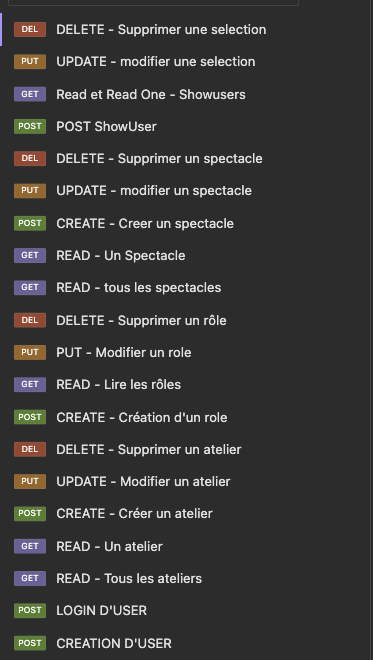 DEL DELETE - Supprimer une selection
PUT UPDATE - modifier une selection
GET Read et Read One - Showusers
POST POST ShowUser
DEL DELETE - Supprimer un spectacle
PUT UPDATE - modifier un spectacle
POST CREATE - Creer un spectacle
GET READ - Un Spectacle
GET READ - tous les spectacles
DEL DELETE - Supprimer un rôle
PUT PUT - Modifier un role
GET READ - Lire les rôles
POST CREATE - Création d'un role
DEL DELETE - Supprimer un atelier
PUT UPDATE - Modifier un atelier
POST CREATE - Créer un atelier
GET READ - Un atelier
GET READ - Tous les ateliers
POST LOGIN D'USER
POST CREATION D'USER